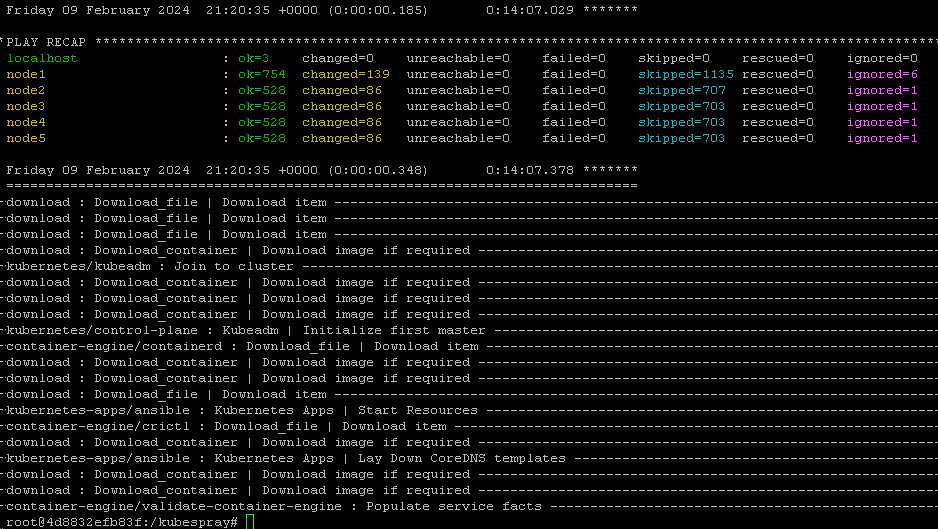 Friday 09 February 2024  21:20:35 +0000 (0:00:00.185)       0:14:07.029 *******
*PLAY RECAP *********************************************************************************************************
localhost                  : ok=3    changed=0    unreachable=0    failed=0    skipped=0    rescued=0    ignored=0
node1                      : ok=754  changed=139  unreachable=0    failed=0    skipped=1135 rescued=0    ignored=6
node2                      : ok=528  changed=86   unreachable=0    failed=0    skipped=707  rescued=0    ignored=1
node3                      : ok=528  changed=86   unreachable=0    failed=0    skipped=703  rescued=0    ignored=1
node4                      : ok=528  changed=86   unreachable=0    failed=0    skipped=703  rescued=0    ignored=1
node5                      : ok=528  changed=86   unreachable=0    failed=0    skipped=703  rescued=0    ignored=1
Friday 09 February 2024  21:20:35 +0000 (0:00:00.348)       0:14:07.378 *******
===============================================================================
-download : Download_file | Download item ---------------------------------------------------------------------------
-download : Download_file | Download item ---------------------------------------------------------------------------
-download : Download_file | Download item ---------------------------------------------------------------------------
-download : Download_container | Download image if required ---------------------------------------------------------
-kubernetes/kubeadm : Join to cluster -------------------------------------------------------------------------------
-download : Download_container | Download image if required ---------------------------------------------------------
-download : Download_container | Download image if required ---------------------------------------------------------
-download : Download_container | Download image if required ---------------------------------------------------------
-kubernetes/control-plane : Kubeadm | Initialize first master -------------------------------------------------------
-container-engine/containerd : Download_file | Download item --------------------------------------------------------
-download : Download_container | Download image if required ---------------------------------------------------------
-download : Download_container | Download image if required ---------------------------------------------------------
-download : Download_file | Download item ---------------------------------------------------------------------------
-kubernetes-apps/ansible : Kubernetes Apps | Start Resources --------------------------------------------------------
-container-engine/crictl : Download_file | Download item ------------------------------------------------------------
-download : Download_container | Download image if required ---------------------------------------------------------
-kubernetes-apps/ansible : Kubernetes Apps | Lay Down CoreDNS templates ---------------------------------------------
-download : Download_container | Download image if required ---------------------------------------------------------
-download : Download_container | Download image if required ---------------------------------------------------------
-container-engine/validate-container-engine : Populate service facts ------------------------------------------------
root@4d8832efb83f:/kubespray#